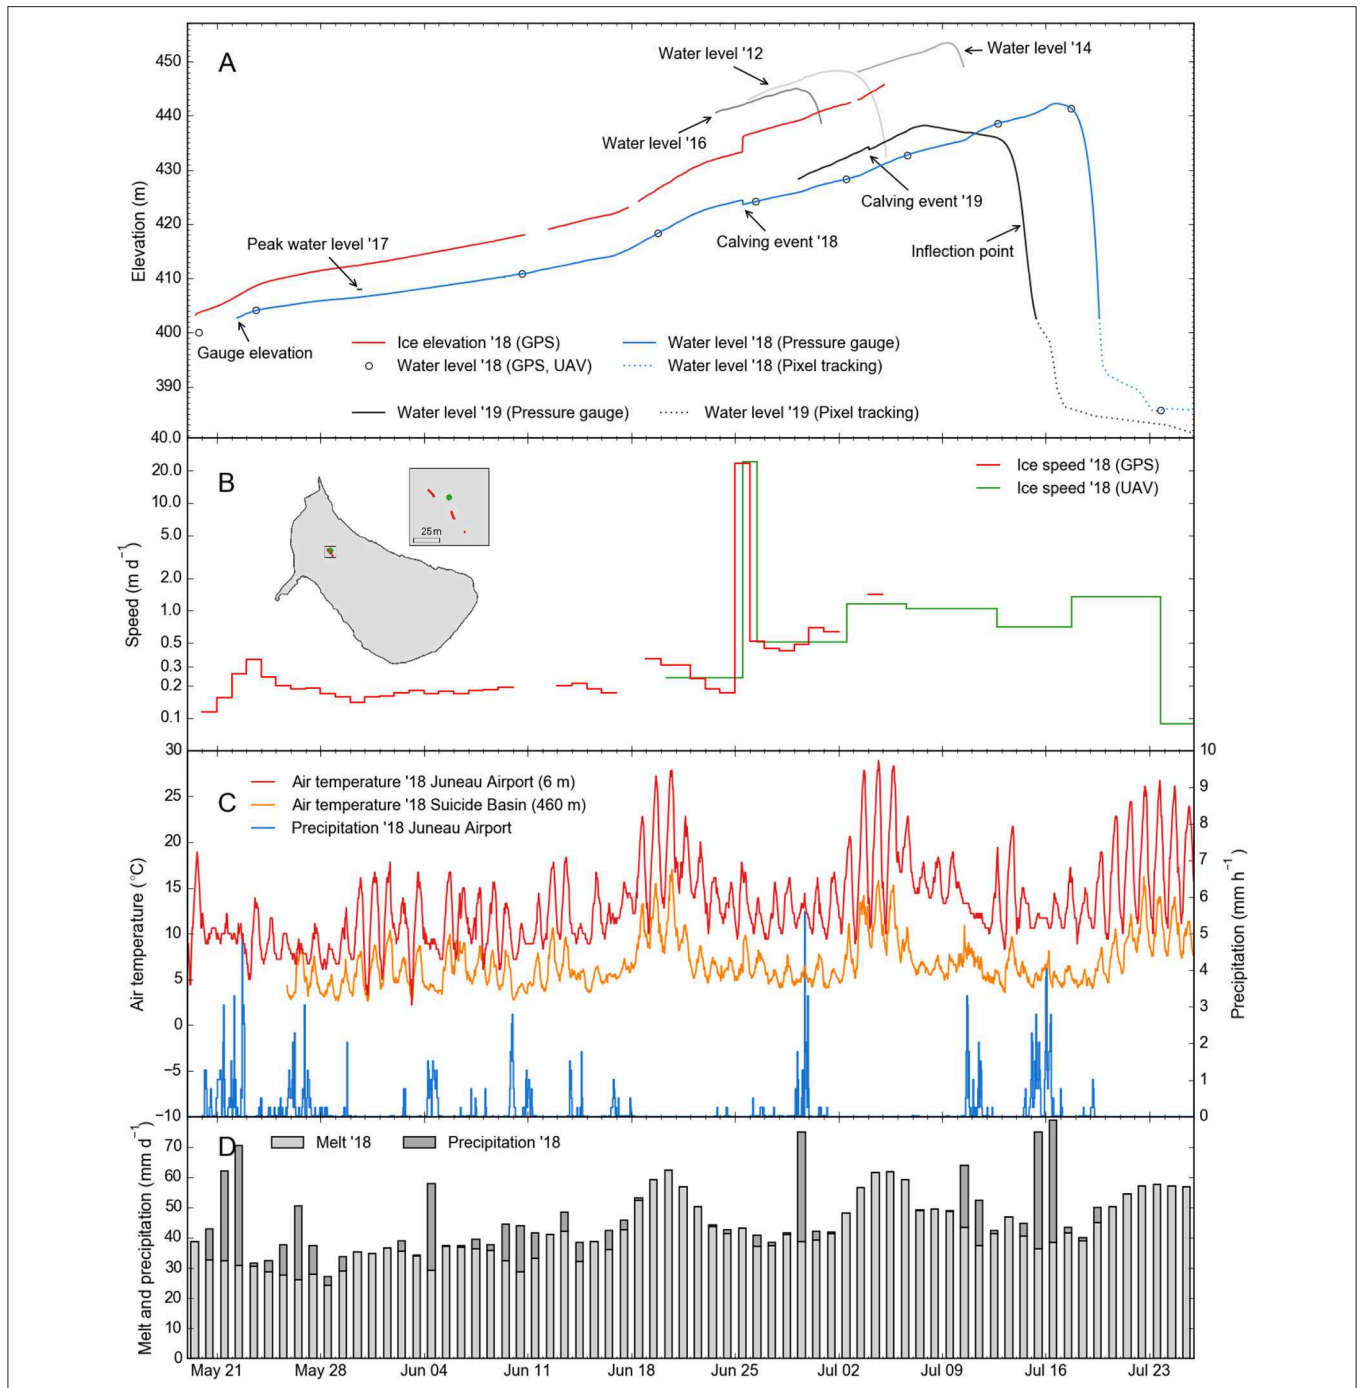 A
Elevation (m)
450
440
430
420
410
400
390
Water level '12
Water level '14
Water level '16
Calving event '19
Calving event '18
Inflection point
Peak water level '17
Gauge elevation
Ice elevation '18 (GPS)
Water level '18 (GPS, UAV)
Water level '18 (Pressure gauge)
Water level '18 (Pixel tracking)
Water level '19 (Pressure gauge)
Water level '19 (Pixel tracking)
B
Speed (m d⁻¹)
40.0
20.0
10.0
5.0
2.0
1.0
0.5
0.3
0.2
0.1
25 m
Ice speed '18 (GPS)
Ice speed '18 (UAV)
C
Air temperature (°C)
30
25
20
15
10
5
0
−5
−10
Air temperature '18 Juneau Airport (6 m)
Air temperature '18 Suicide Basin (460 m)
Precipitation '18 Juneau Airport
Precipitation (mm h⁻¹)
10
9
8
7
6
5
4
3
2
1
0
D
Melt and precipitation (mm d⁻¹)
70
60
50
40
30
20
10
0
Melt '18
Precipitation '18
May 21
May 28
Jun 04
Jun 11
Jun 18
Jun 25
Jul 02
Jul 09
Jul 16
Jul 23